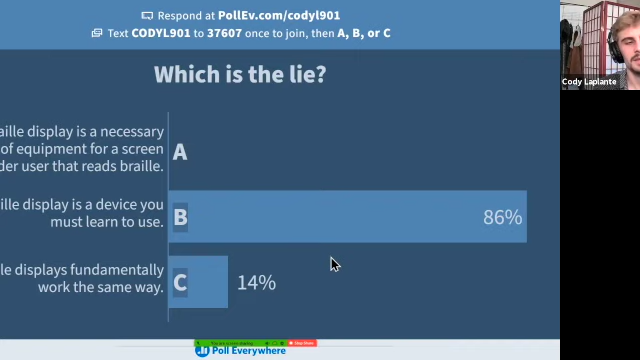 Respond at PollEv.com/codyl901
Text CODYL901 to 37607 once to join, then A, B, or C
Cody Laplante
Which is the lie?
aille display is a necessary
of equipment for a screen
der user that reads braille.
A
ille display is a device you
must learn to use.
B
86%
le displays fundamentally
work the same way.
C
14%
Poll Everywhere